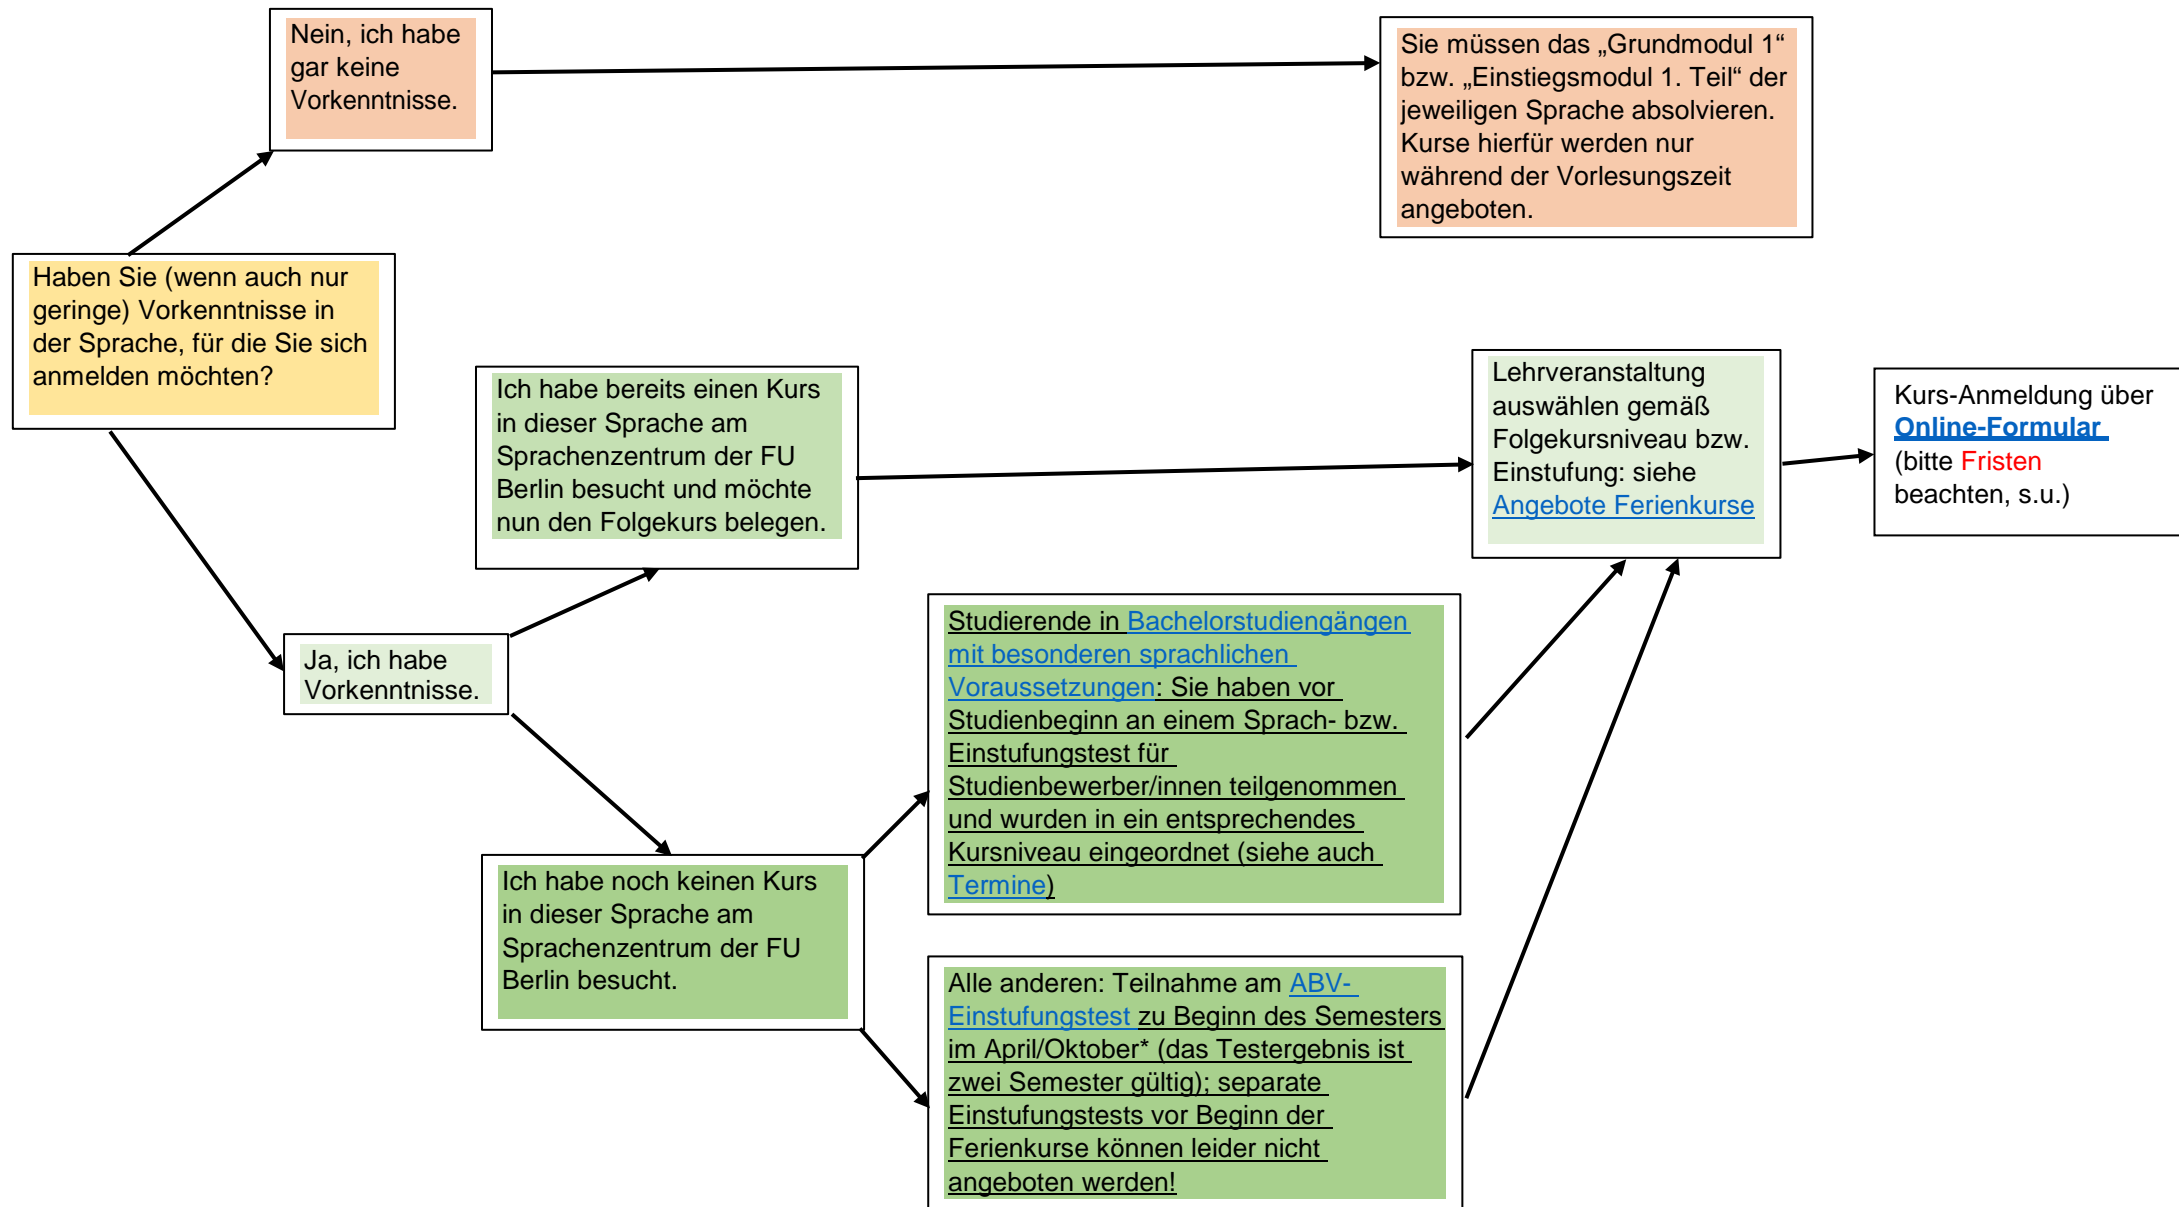 Nein, ich habe
gar keine
Vorkenntnisse.
Sie müssen das „Grundmodul 1“
bzw. „Einstiegsmodul 1. Teil“ der
jeweiligen Sprache absolvieren.
Kurse hierfür werden nur
während der Vorlesungszeit
angeboten.
Haben Sie (wenn auch nur
geringe) Vorkenntnisse in
der Sprache, für die Sie sich
anmelden möchten?
Ich habe bereits einen Kurs
in dieser Sprache am
Sprachenzentrum der FU
Berlin besucht und möchte
nun den Folgekurs belegen.
Lehrveranstaltung
auswählen gemäß
Folgekursniveau bzw.
Einstufung: siehe
Angebote Ferienkurse
Kurs-Anmeldung über
Online-Formular
(bitte Fristen
beachten, s.u.)
Ja, ich habe
Vorkenntnisse.
Studierende in Bachelorstudiengängen
mit besonderen sprachlichen
Voraussetzungen: Sie haben vor
Studienbeginn an einem Sprach- bzw.
Einstufungstest für
Studienbewerber/innen teilgenommen
und wurden in ein entsprechendes
Kursniveau eingeordnet (siehe auch
Termine)
Ich habe noch keinen Kurs
in dieser Sprache am
Sprachenzentrum der FU
Berlin besucht.
Alle anderen: Teilnahme am ABV-
Einstufungstest zu Beginn des Semesters
im April/Oktober* (das Testergebnis ist
zwei Semester gültig); separate
Einstufungstests vor Beginn der
Ferienkurse können leider nicht
angeboten werden!